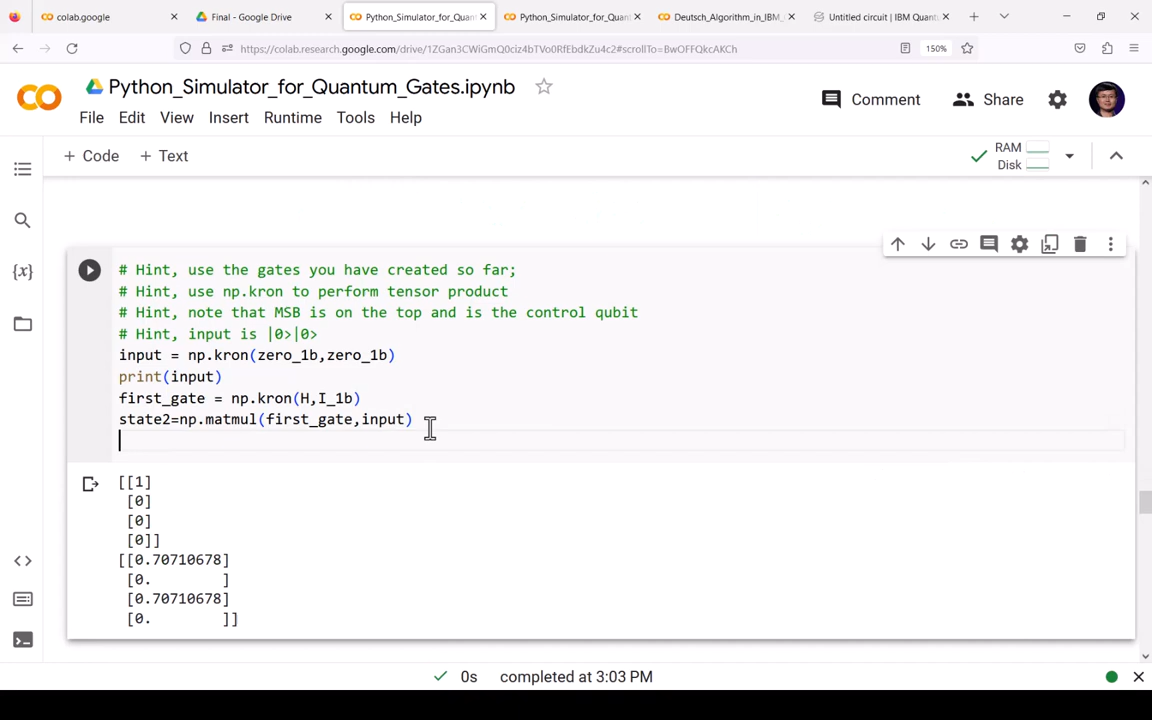 colab.google
Final - Google Drive
Python_Simulator_for_Quan
Python_Simulator_for_Quan
Deutsch_Algorithm_in_IBM_
Untitled circuit | IBM Quantu
https://colab.research.google.com/drive/1ZGan3CWiGmQ0ciz4bTVo0RfEbdkZu4c2#scrollTo=BwOFFQkcAKCh
150%
Python_Simulator_for_Quantum_Gates.ipynb
Comment
Share
File Edit View Insert Runtime Tools Help
+ Code + Text
RAM
Disk
{x}
# Hint, use the gates you have created so far;
# Hint, use np.kron to perform tensor product
# Hint, note that MSB is on the top and is the control qubit
# Hint, input is |0>|0>
input = np.kron(zero_1b,zero_1b)
print(input)
first_gate = np.kron(H,I_1b)
state2=np.matmul(first_gate,input)
[[1]
[0]
[0]
[0]]
[[0.70710678]
[0. ]
[0.70710678]
[0. ]]
0s completed at 3:03 PM